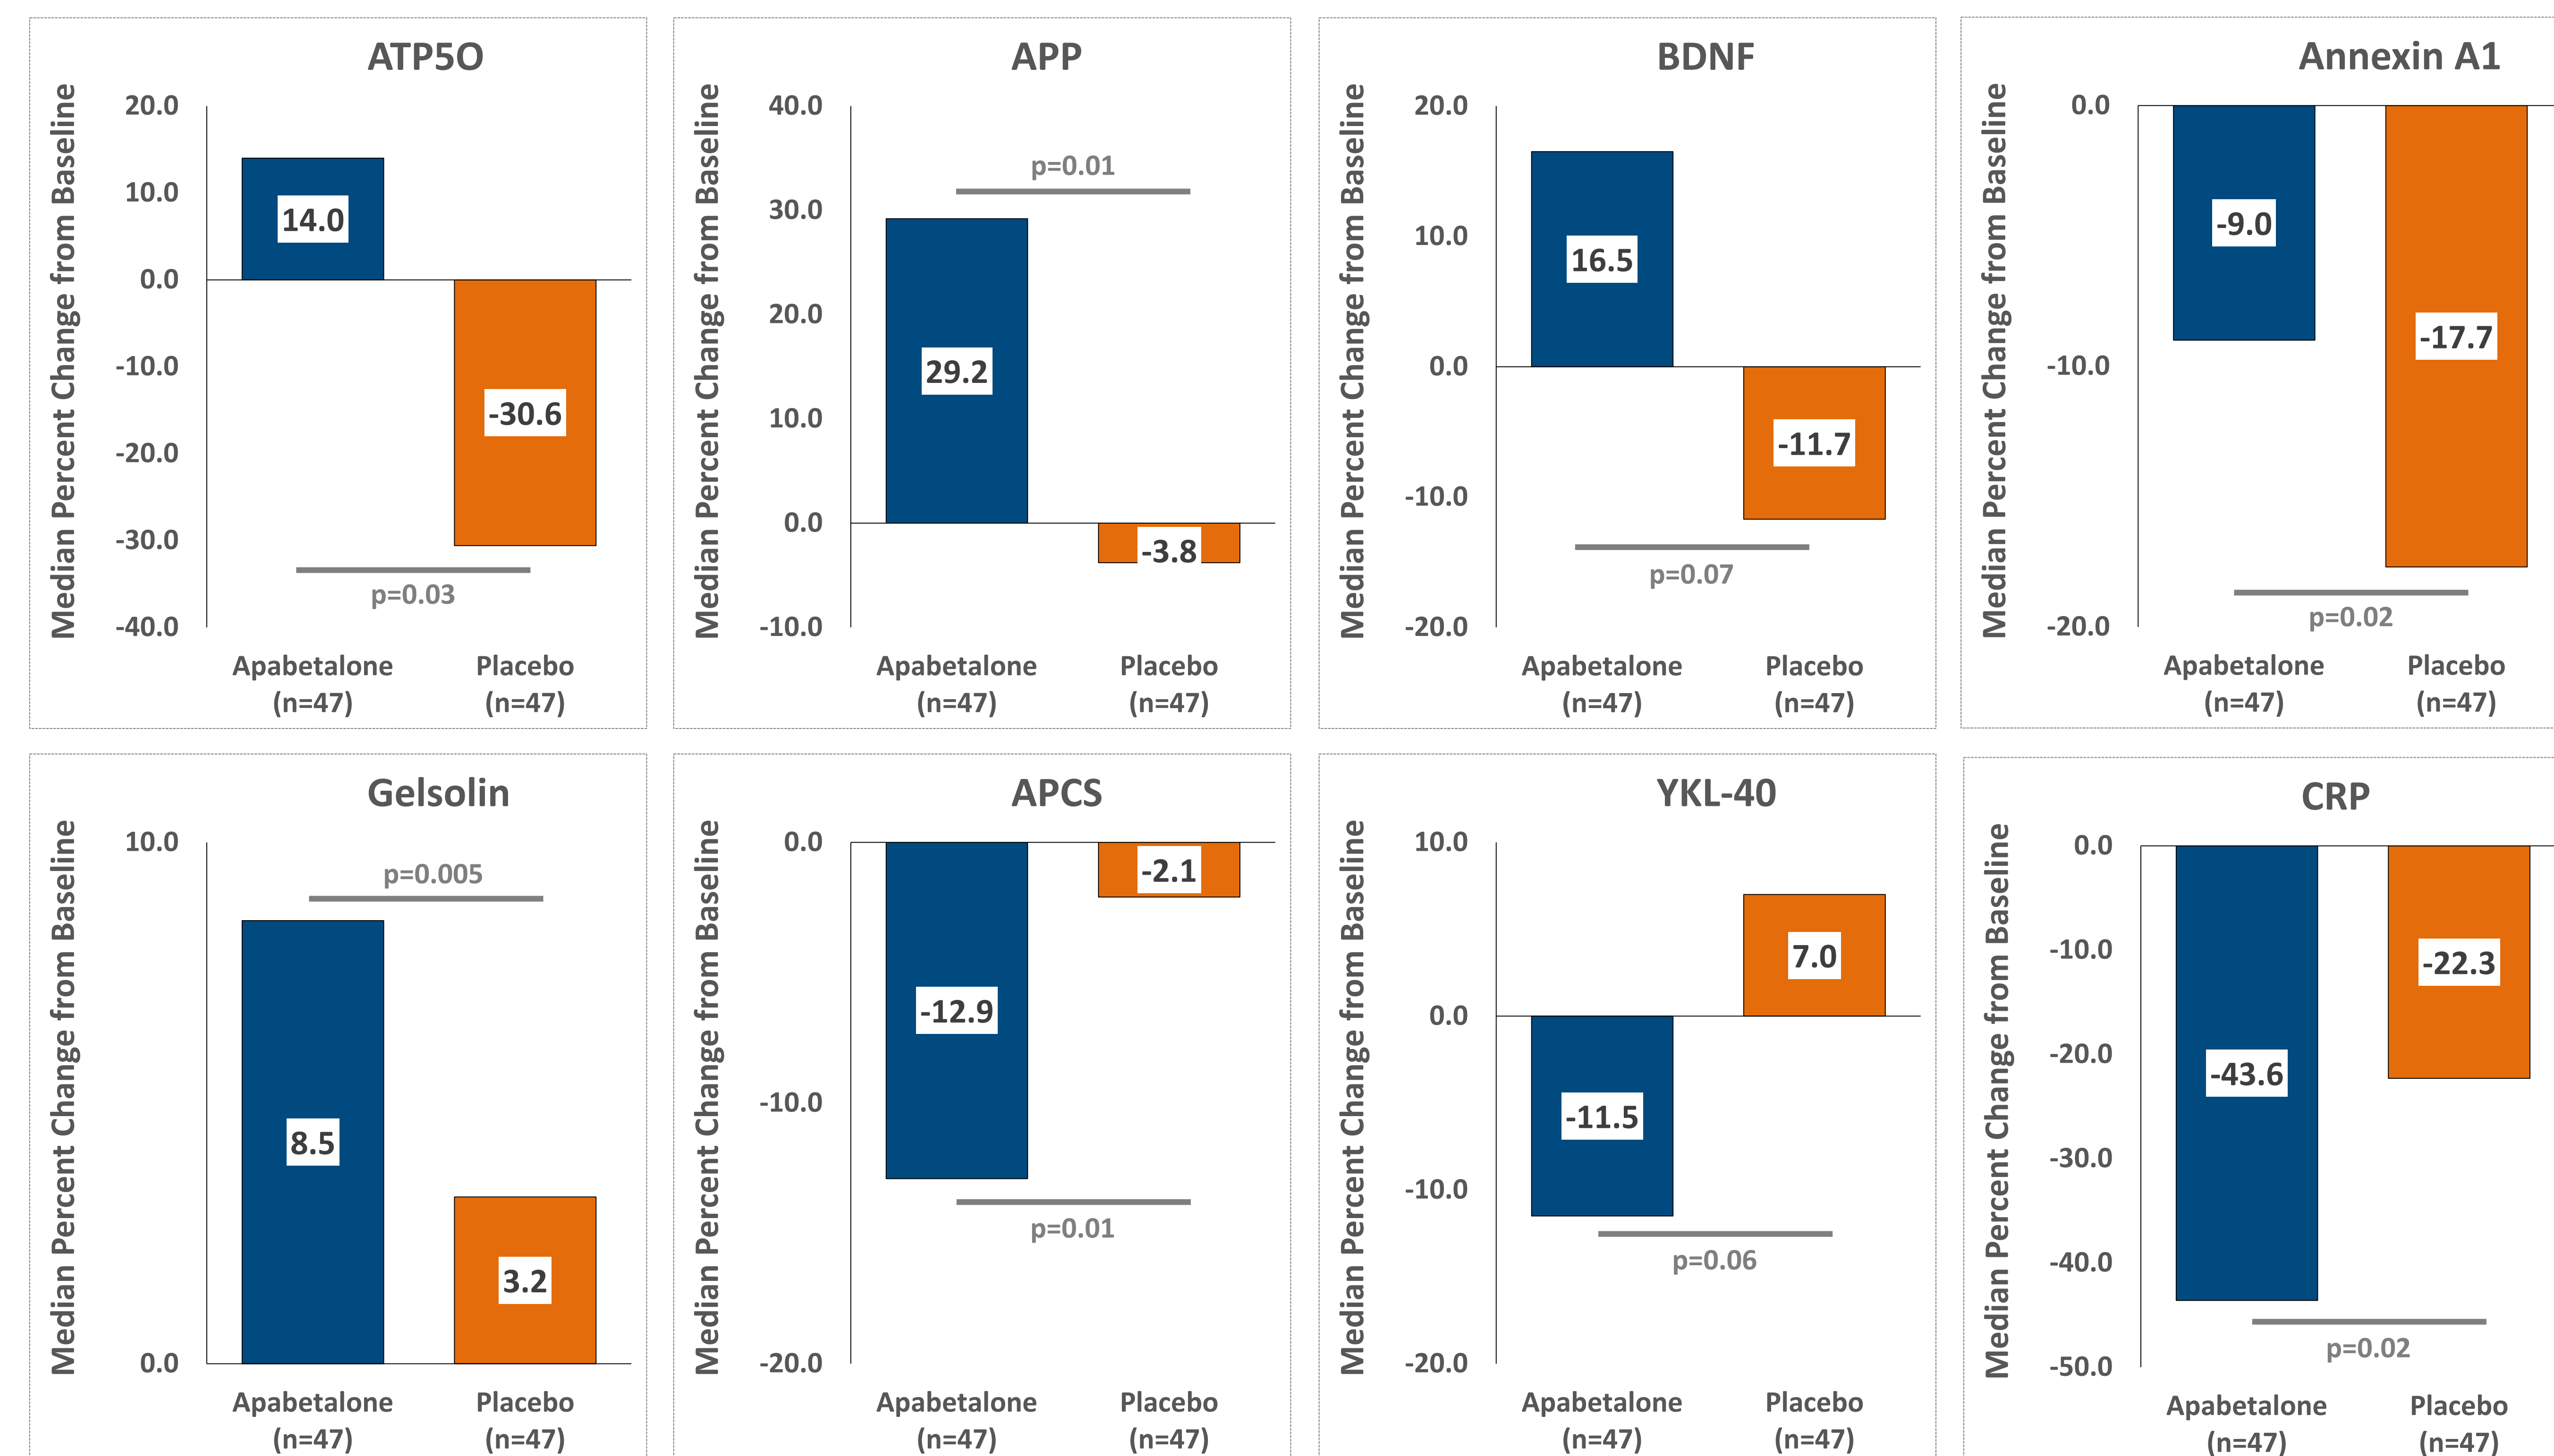 ATP5O
Median Percent Change from Baseline
20.0
10.0
0.0
-10.0
-20.0
-30.0
-40.0
14.0
-30.6
p=0.03
Apabetalone
(n=47)
Placebo
(n=47)
APP
Median Percent Change from Baseline
40.0
30.0
20.0
10.0
0.0
-10.0
p=0.01
29.2
-3.8
Apabetalone
(n=47)
Placebo
(n=47)
BDNF
Median Percent Change from Baseline
20.0
10.0
0.0
-10.0
-20.0
16.5
-11.7
p=0.07
Apabetalone
(n=47)
Placebo
(n=47)
Annexin A1
Median Percent Change from Baseline
0.0
-10.0
-20.0
-9.0
-17.7
p=0.02
Apabetalone
(n=47)
Placebo
(n=47)
Gelsolin
Median Percent Change from Baseline
10.0
0.0
p=0.005
8.5
3.2
Apabetalone
(n=47)
Placebo
(n=47)
APCS
Median Percent Change from Baseline
0.0
-10.0
-20.0
-2.1
-12.9
p=0.01
Apabetalone
(n=47)
Placebo
(n=47)
YKL-40
Median Percent Change from Baseline
10.0
0.0
-10.0
-20.0
7.0
-11.5
p=0.06
Apabetalone
(n=47)
Placebo
(n=47)
CRP
Median Percent Change from Baseline
0.0
-10.0
-20.0
-30.0
-40.0
-50.0
-22.3
-43.6
p=0.02
Apabetalone
(n=47)
Placebo
(n=47)